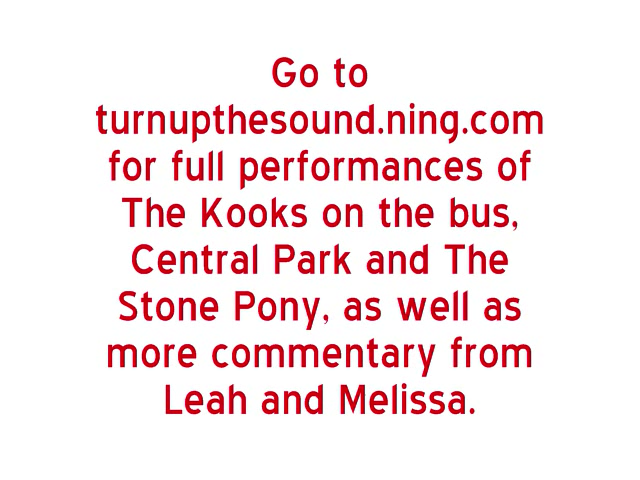 Go to
turnupthesound.ning.com
for full performances of
The Kooks on the bus,
Central Park and The
Stone Pony, as well as
more commentary from
Leah and Melissa.